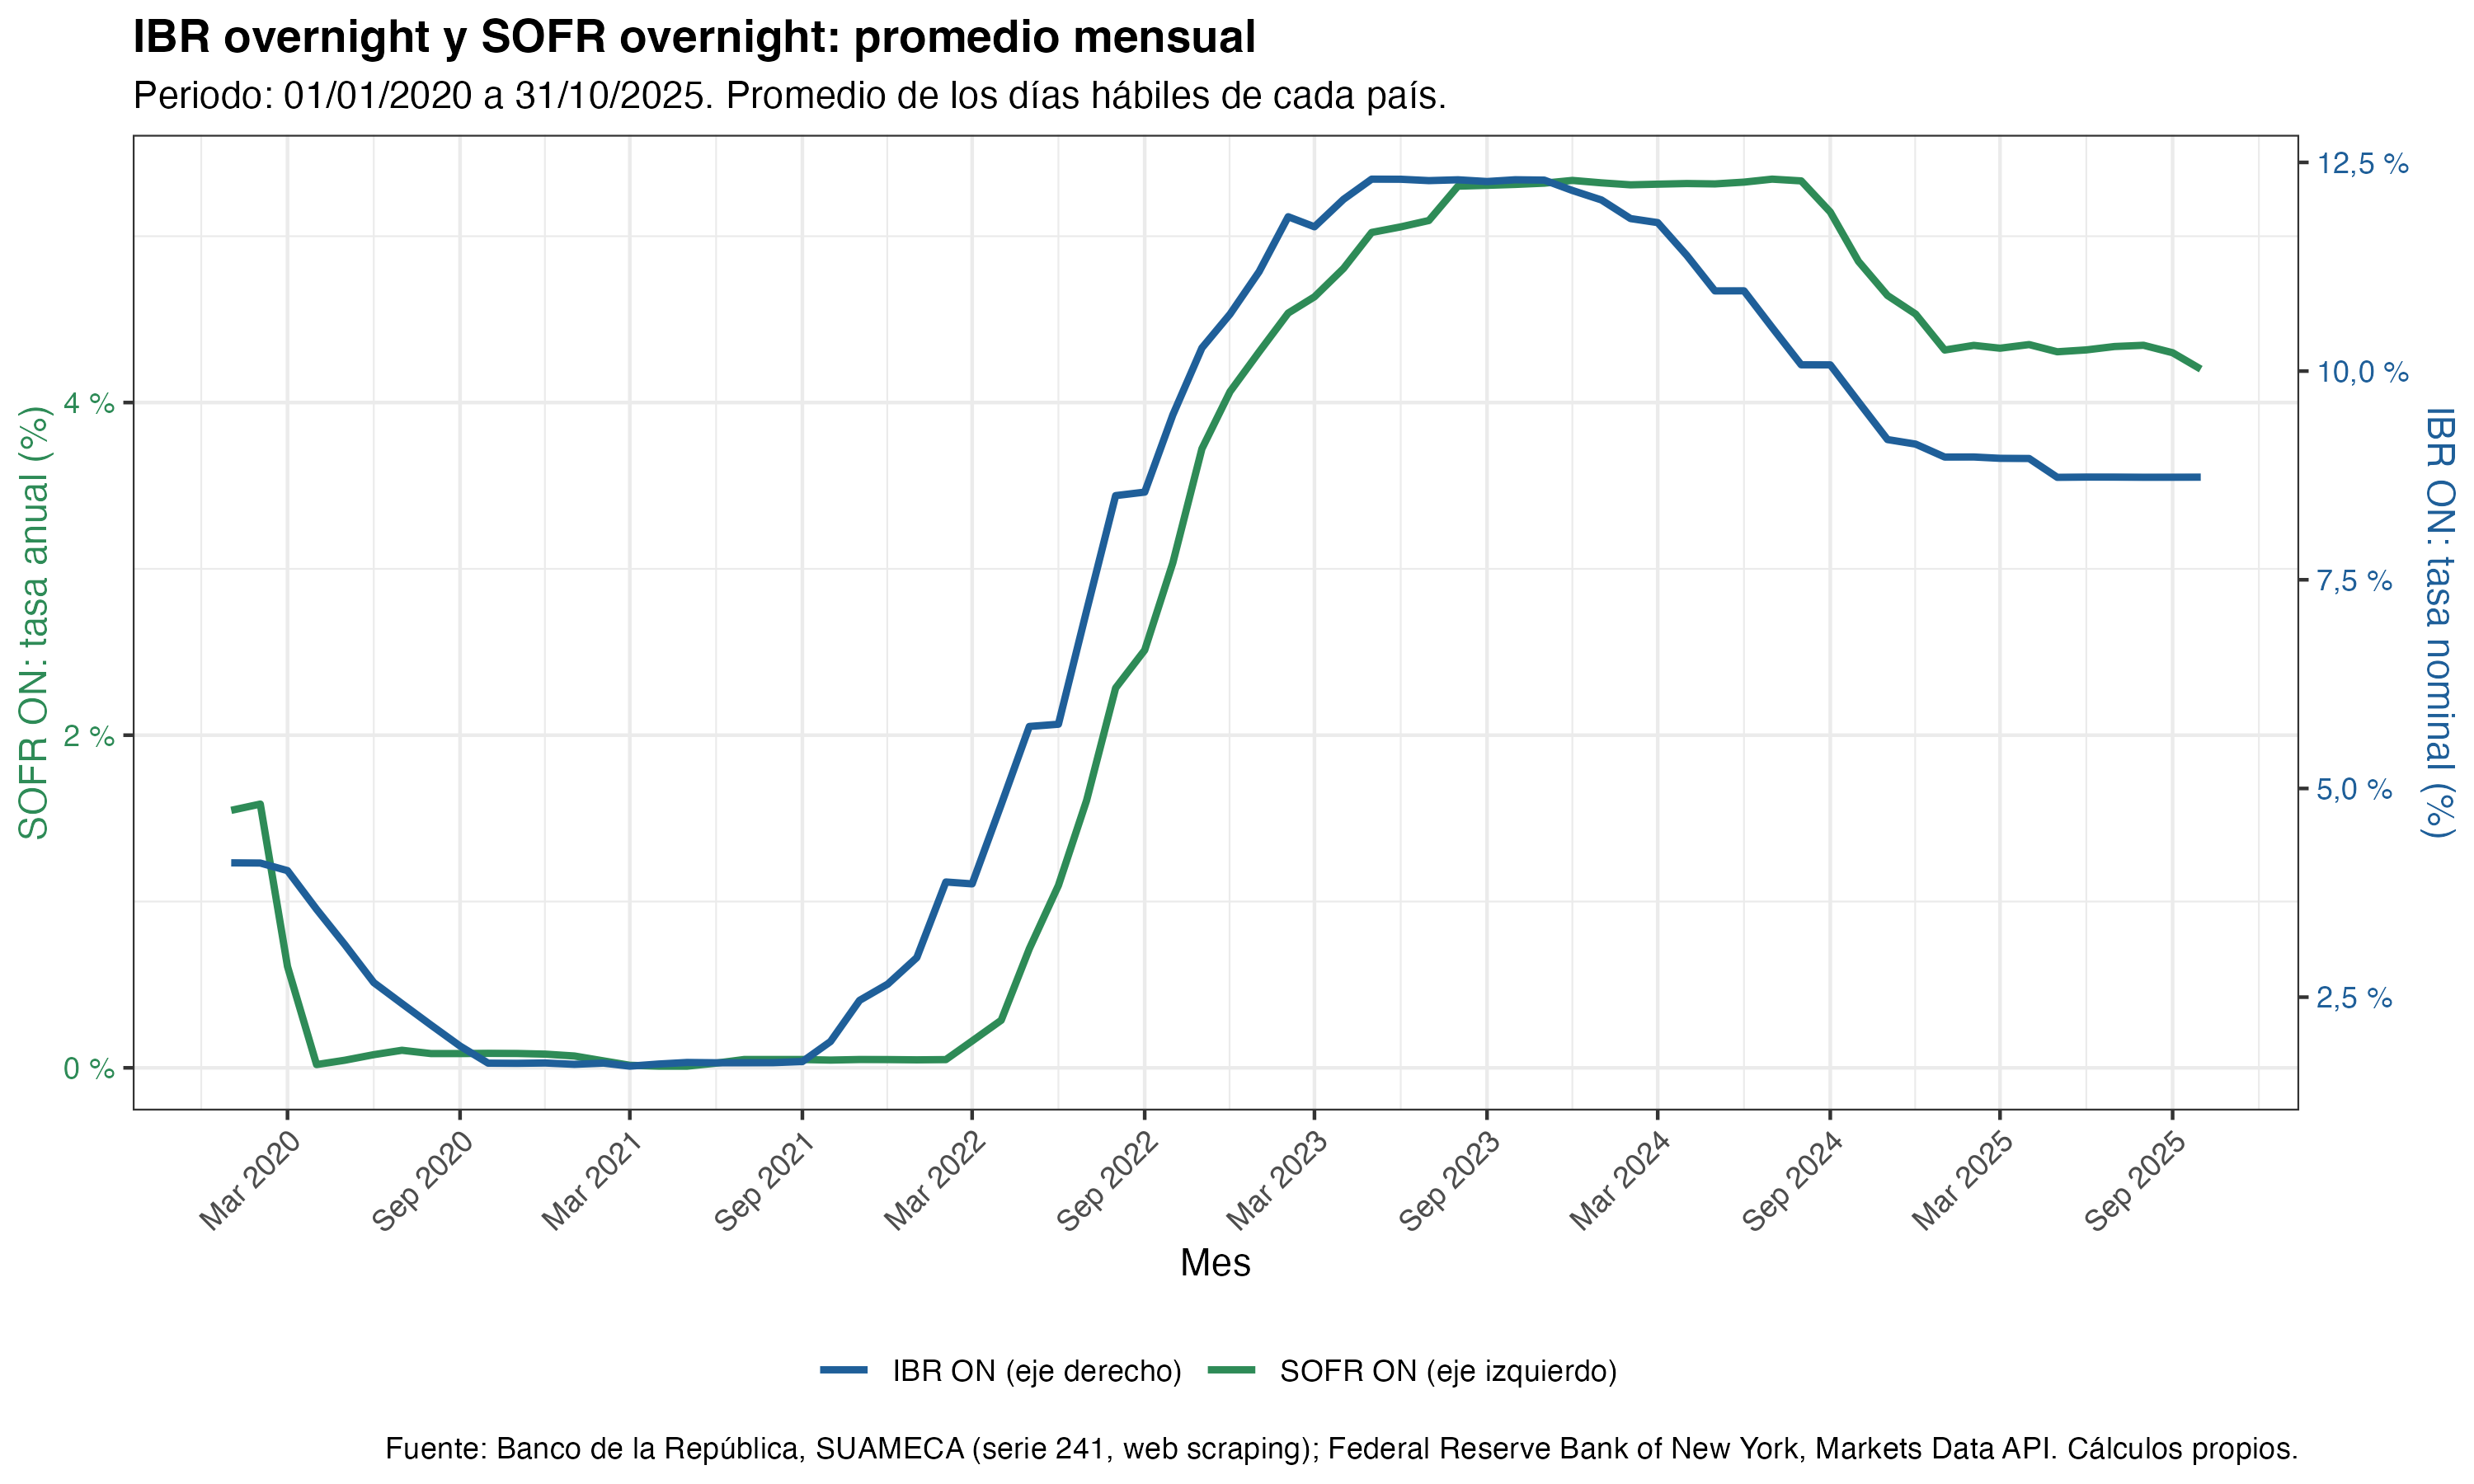 IBR overnight y SOFR overnight: promedio mensual
Periodo: 01/01/2020 a 31/10/2025. Promedio de los días hábiles de cada país.
SOFR ON: tasa anual (%)
4 %
2 %
0 %
12,5 %
10,0 %
7,5 %
5,0 %
2,5 %
IBR ON: tasa nominal (%)
Mar 2020
Sep 2020
Mar 2021
Sep 2021
Mar 2022
Sep 2022
Mar 2023
Sep 2023
Mar 2024
Sep 2024
Mar 2025
Sep 2025
Mes
IBR ON (eje derecho)
SOFR ON (eje izquierdo)
Fuente: Banco de la República, SUAMECA (serie 241, web scraping); Federal Reserve Bank of New York, Markets Data API. Cálculos propios.